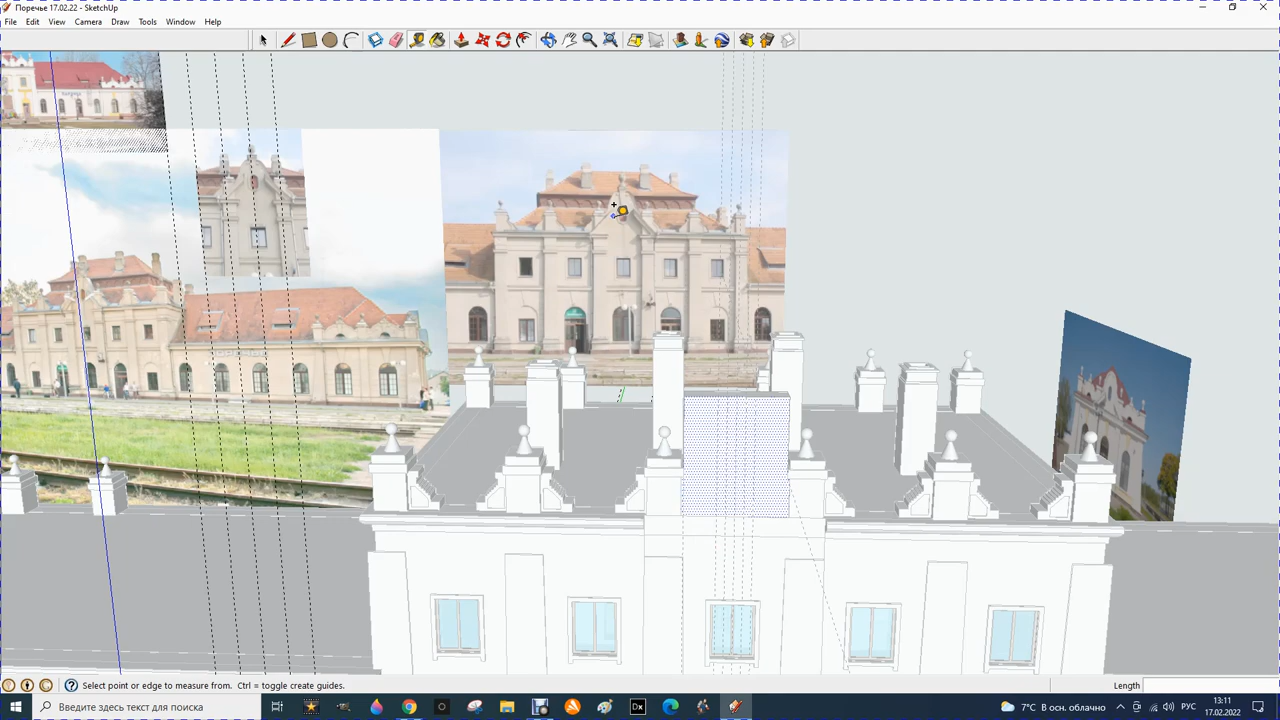 Поречье 17.02.22 - SketchUp
File Edit View Camera Draw Tools Window Help
Select point or edge to measure from. Ctrl = toggle create guides.
Length
Введите здесь текст для поиска
Dx
7°C В осн. облачно
РУС
13:11
17.02.2022